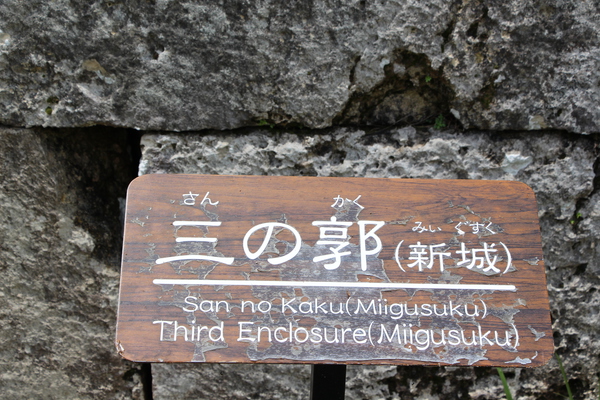 さん かく みい ぐすく
三の郭(新城)
San no Kaku(Miigusuku)
Third Enclosure(Miigusuku)